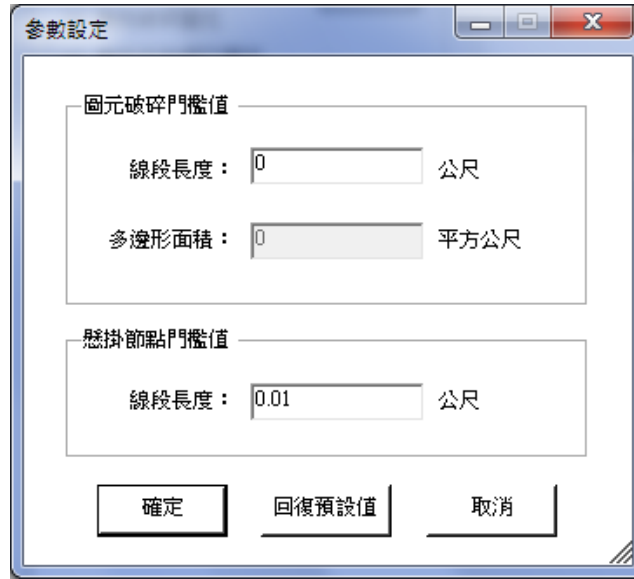 參數設定
圖元破碎門檻值
線段長度： 0 公尺
多邊形面積： 0 平方公尺
懸掛節點門檻值
線段長度： 0.01 公尺
確定 回復預設值 取消